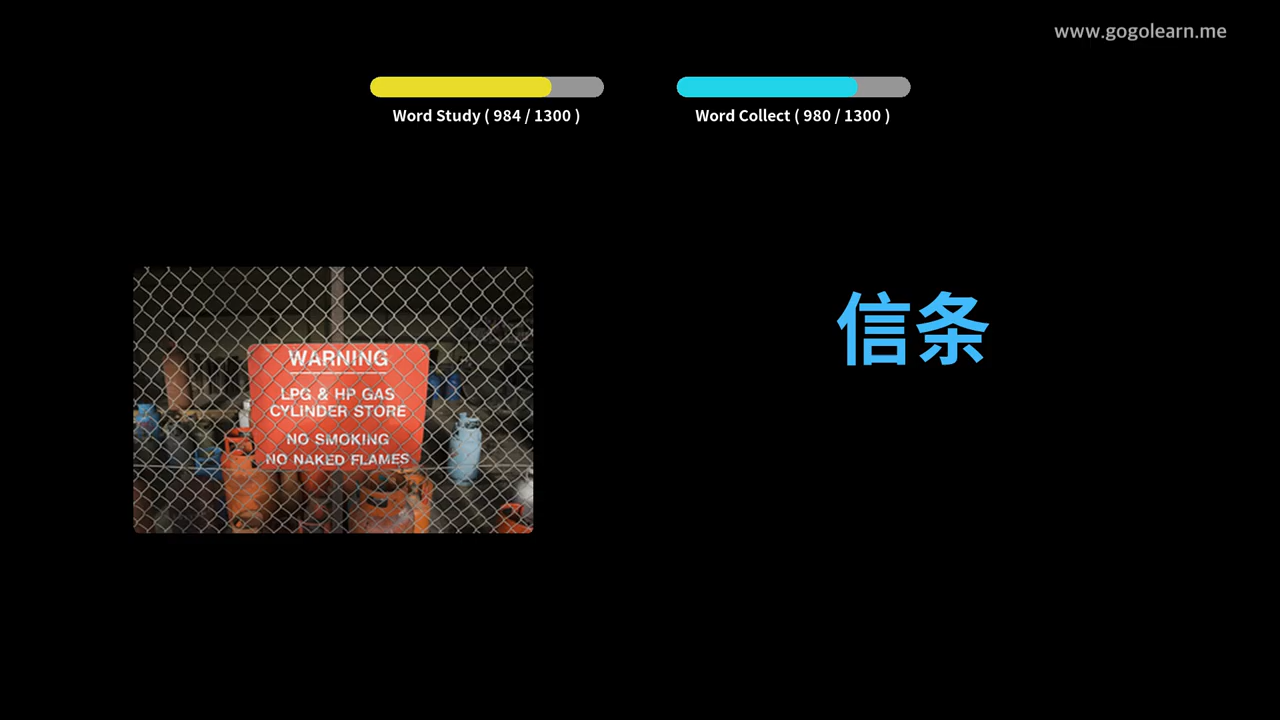 www.gogolearn.me
Word Study ( 984 / 1300 )
Word Collect ( 980 / 1300 )
信条
WARNING
LPG & HP GAS
CYLINDER STORE
NO SMOKING
NO NAKED FLAMES